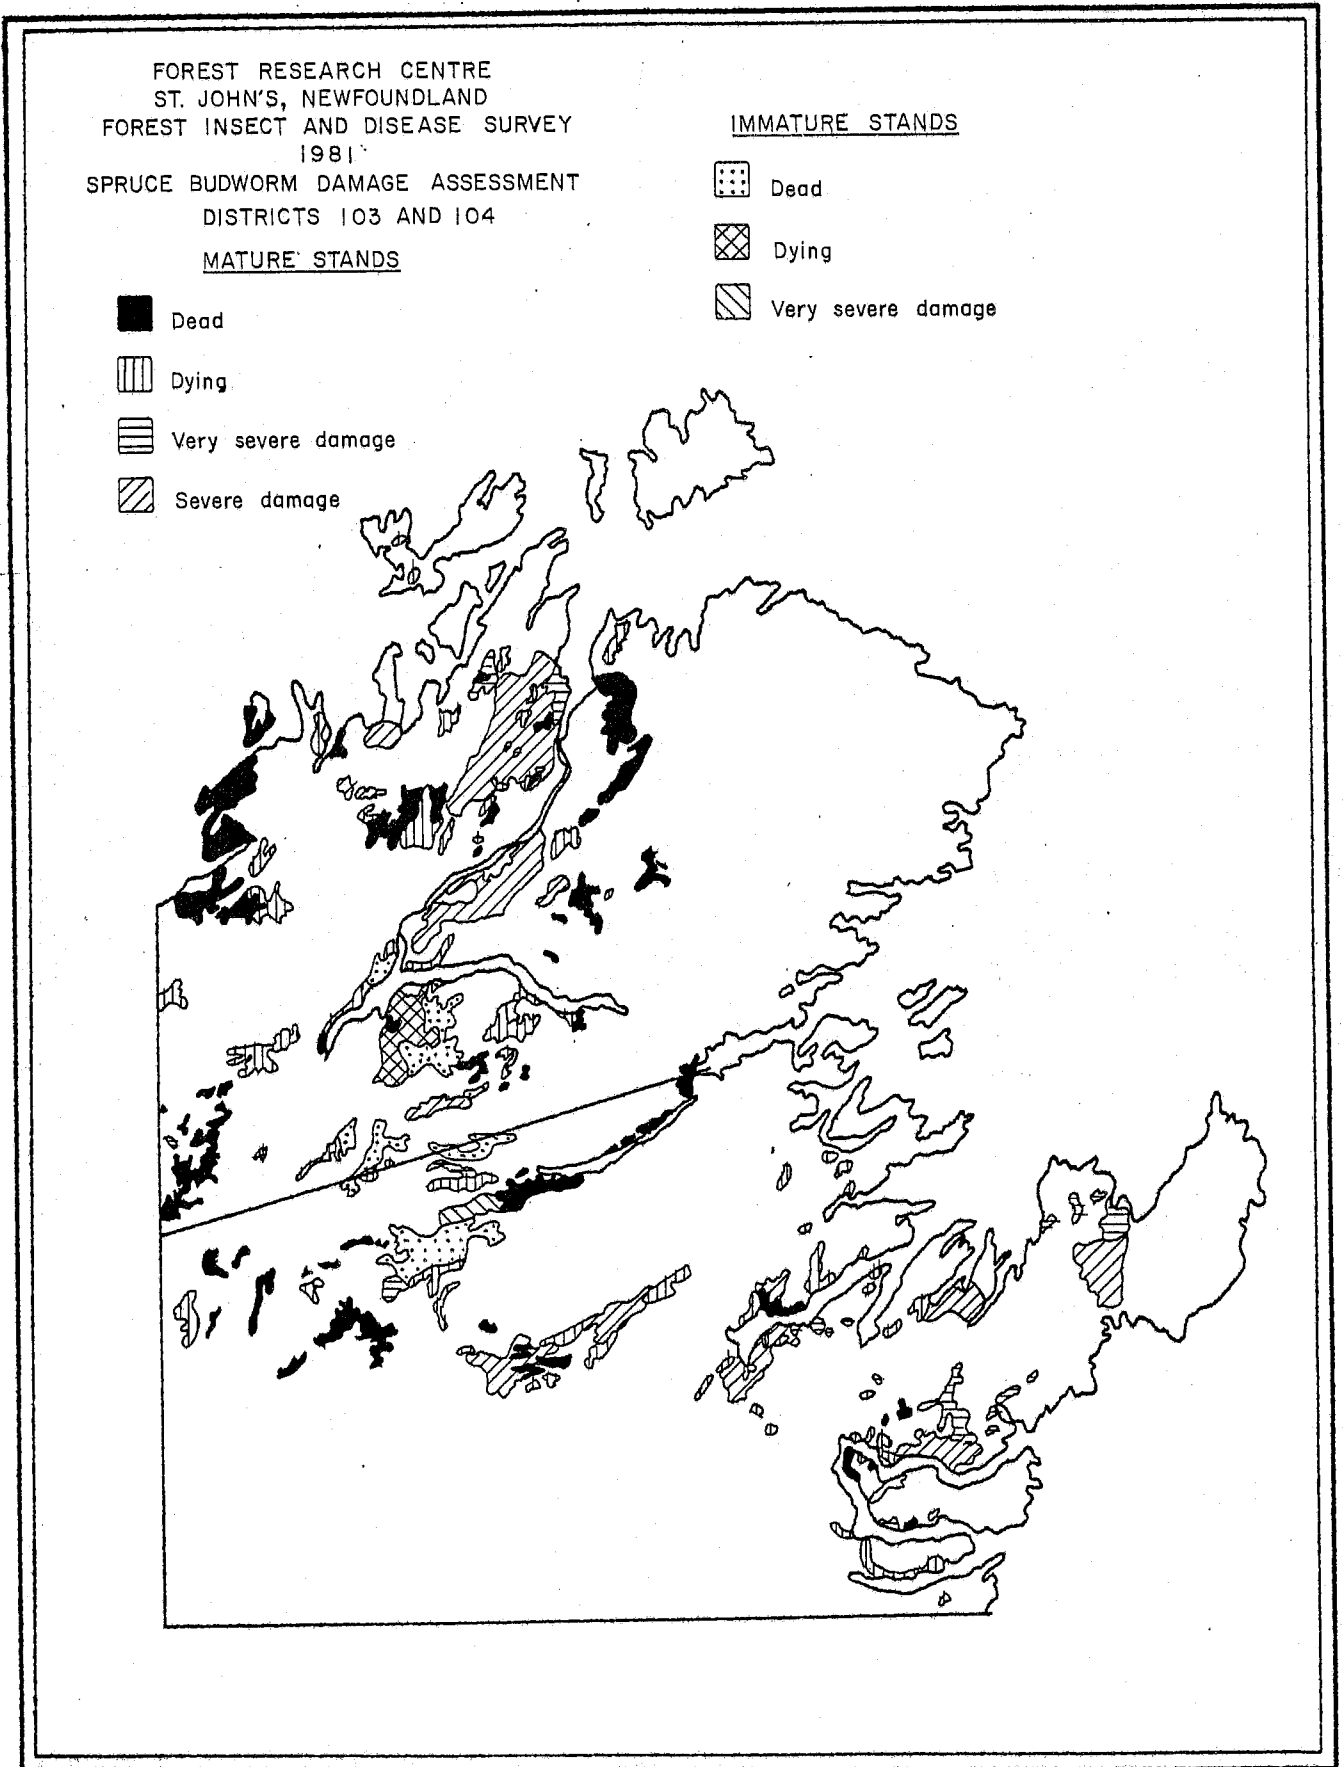 FOREST RESEARCH CENTRE
ST. JOHN'S, NEWFOUNDLAND
FOREST INSECT AND DISEASE SURVEY
1981
SPRUCE BUDWORM DAMAGE ASSESSMENT
DISTRICTS 103 AND 104
MATURE STANDS
Dead
Dying
Very severe damage
Severe damage
IMMATURE STANDS
Dead
Dying
Very severe damage